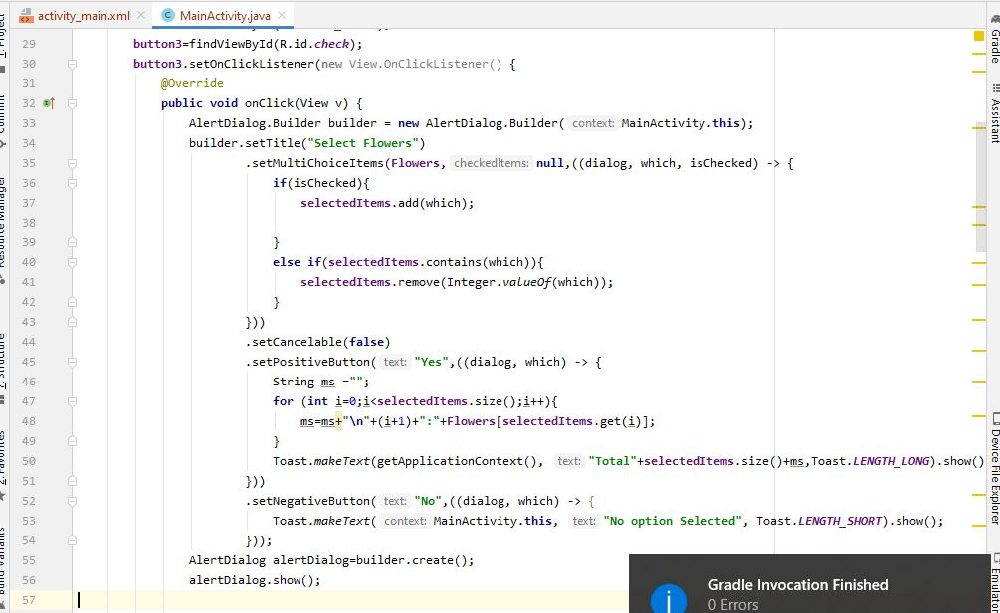 activity_main.xml MainActivity.java
29 button3=findViewById(R.id.check);
30 button3.setOnClickListener(new View.OnClickListener() {
31 @Override
32 public void onClick(View v) {
33 AlertDialog.Builder builder = new AlertDialog.Builder( context: MainActivity.this);
34 builder.setTitle("Select Flowers")
35 .setMultiChoiceItems(Flowers, checkedItems: null,((dialog, which, isChecked) -> {
36 if(isChecked){
37 selectedItems.add(which);
38
39 }
40 else if(selectedItems.contains(which)){
41 selectedItems.remove(Integer.valueOf(which));
42 }
43 }))
44 .setCancelable(false)
45 .setPositiveButton( text: "Yes",((dialog, which) -> {
46 String ms ="";
47 for (int i=0;i<selectedItems.size();i++){
48 ms=ms+"\n"+(i+1)+":"+Flowers[selectedItems.get(i)];
49 }
50 Toast.makeText(getApplicationContext(), text: "Total"+selectedItems.size()+ms,Toast.LENGTH_LONG).show()
51 }))
52 .setNegativeButton( text: "No",((dialog, which) -> {
53 Toast.makeText( context: MainActivity.this, text: "No option Selected", Toast.LENGTH_SHORT).show();
54 }));
55 AlertDialog alertDialog=builder.create();
56 alertDialog.show();
57
Gradle Invocation Finished
0 Errors
Project
Commit
Resource Manager
Structure
Favorites
Build Variants
Gradle
Assistant
Device File Explorer
Emulator